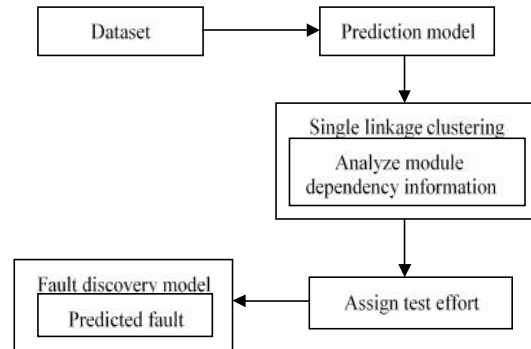 Dataset
Prediction model
Single linkage clustering
Analyze module
dependency information
Assign test effort
Fault discovery model
Predicted fault